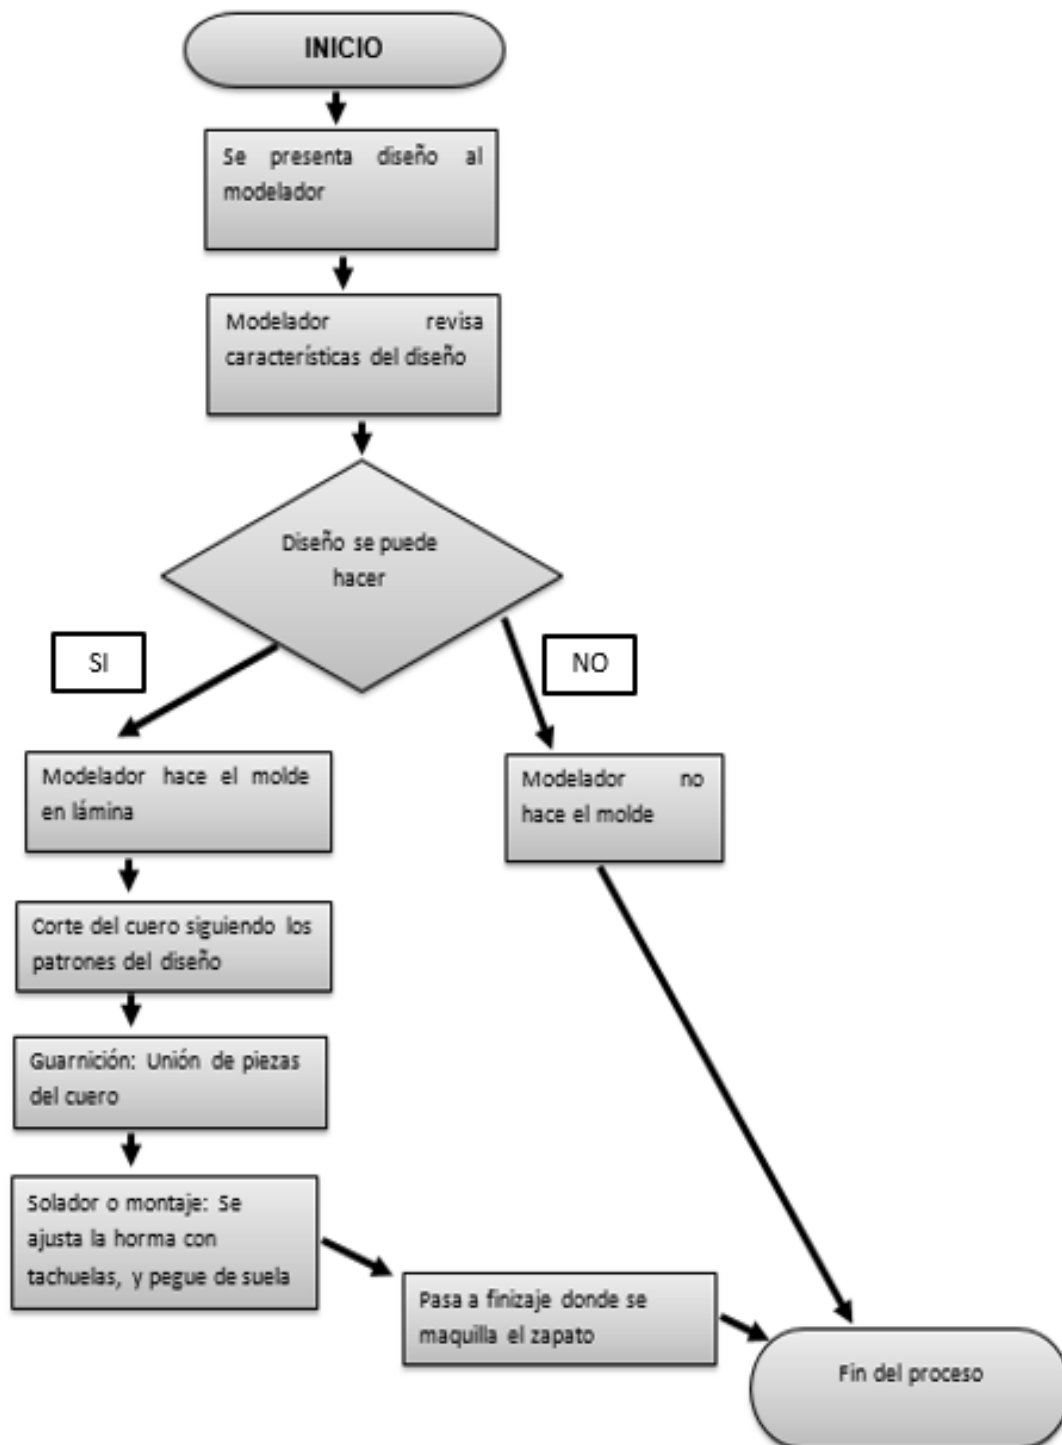 INICIO
Se presenta diseño al
modelador
Modelador revisa
características del diseño
Diseño se puede
hacer
SI
NO
Modelador hace el molde
en lámina
Modelador no
hace el molde
Corte del cuero siguiendo los
patrones del diseño
Guarnición: Unión de piezas
del cuero
Solador o montaje: Se
ajusta la horma con
tachuelas, y pegue de suela
Pasa a finizaje donde se
maquilla el zapato
Fin del proceso